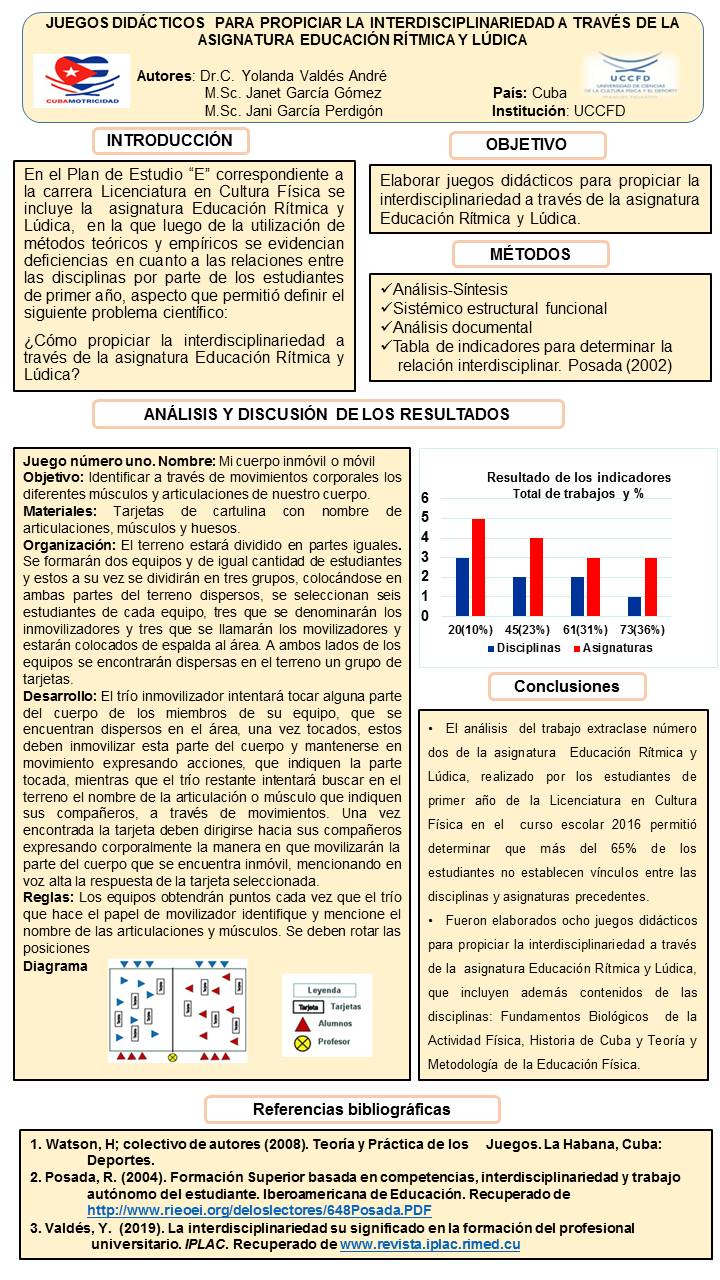 JUEGOS DIDÁCTICOS PARA PROPICIAR LA INTERDISCIPLINARIEDAD A TRAVÉS DE LA
ASIGNATURA EDUCACIÓN RÍTMICA Y LÚDICA
CUBAMOTRICIDAD
Autores: Dr.C. Yolanda Valdés André
M.Sc. Janet García Gómez
M.Sc. Jani García Perdigón
País: Cuba
Institución: UCCFD
UCCFD
UNIVERSIDAD DE CIENCIAS
DE LA CULTURA FÍSICA Y EL DEPORTE
INTRODUCCIÓN
En el Plan de Estudio “E” correspondiente a
la carrera Licenciatura en Cultura Física se
incluye la asignatura Educación Rítmica y
Lúdica, en la que luego de la utilización de
métodos teóricos y empíricos se evidencian
deficiencias en cuanto a las relaciones entre
las disciplinas por parte de los estudiantes
de primer año, aspecto que permitió definir el
siguiente problema científico:
¿Cómo propiciar la interdisciplinariedad a
través de la asignatura Educación Rítmica y
Lúdica?
OBJETIVO
Elaborar juegos didácticos para propiciar la
interdisciplinariedad a través de la asignatura
Educación Rítmica y Lúdica.
MÉTODOS
✓Análisis-Síntesis
✓Sistémico estructural funcional
✓Análisis documental
✓Tabla de indicadores para determinar la
relación interdisciplinar. Posada (2002)
ANÁLISIS Y DISCUSIÓN DE LOS RESULTADOS
Juego número uno. Nombre: Mi cuerpo inmóvil o móvil
Objetivo: Identificar a través de movimientos corporales los
diferentes músculos y articulaciones de nuestro cuerpo.
Materiales: Tarjetas de cartulina con nombre de
articulaciones, músculos y huesos.
Organización: El terreno estará dividido en partes iguales.
Se formarán dos equipos y de igual cantidad de estudiantes
y estos a su vez se dividirán en tres grupos, colocándose en
ambas partes del terreno dispersos, se seleccionan seis
estudiantes de cada equipo, tres que se denominarán los
inmovilizadores y tres que se llamarán los movilizadores y
estarán colocados de espalda al área. A ambos lados de los
equipos se encontrarán dispersas en el terreno un grupo de
tarjetas.
Desarrollo: El trío inmovilizador intentará tocar alguna parte
del cuerpo de los miembros de su equipo, que se
encuentran dispersos en el área, una vez tocados, estos
deben inmovilizar esta parte del cuerpo y mantenerse en
movimiento expresando acciones, que indiquen la parte
tocada, mientras que el trío restante intentará buscar en el
terreno el nombre de la articulación o músculo que indiquen
sus compañeros, a través de movimientos. Una vez
encontrada la tarjeta deben dirigirse hacia sus compañeros
expresando corporalmente la manera en que movilizarán la
parte del cuerpo que se encuentra inmóvil, mencionando en
voz alta la respuesta de la tarjeta seleccionada.
Reglas: Los equipos obtendrán puntos cada vez que el trío
que hace el papel de movilizador identifique y mencione el
nombre de las articulaciones y músculos. Se deben rotar las
posiciones
Diagrama
Leyenda
Tarjeta Tarjetas
Alumnos
Profesor
Resultado de los indicadores
Total de trabajos y %
6
5
4
3
2
1
0
20(10%) 45(23%) 61(31%) 73(36%)
Disciplinas Asignaturas
Conclusiones
• El análisis del trabajo extraclase número
dos de la asignatura Educación Rítmica y
Lúdica, realizado por los estudiantes de
primer año de la Licenciatura en Cultura
Física en el curso escolar 2016 permitió
determinar que más del 65% de los
estudiantes no establecen vínculos entre las
disciplinas y asignaturas precedentes.
• Fueron elaborados ocho juegos didácticos
para propiciar la interdisciplinariedad a través
de la asignatura Educación Rítmica y Lúdica,
que incluyen además contenidos de las
disciplinas: Fundamentos Biológicos de la
Actividad Física, Historia de Cuba y Teoría y
Metodología de la Educación Física.
Referencias bibliográficas
1. Watson, H; colectivo de autores (2008). Teoría y Práctica de los Juegos. La Habana, Cuba:
Deportes.
2. Posada, R. (2004). Formación Superior basada en competencias, interdisciplinariedad y trabajo
autónomo del estudiante. Iberoamericana de Educación. Recuperado de
http://www.rieoei.org/deloslectores/648Posada.PDF
3. Valdés, Y. (2019). La interdisciplinariedad su significado en la formación del profesional
universitario. IPLAC. Recuperado de www.revista.iplac.rimed.cu